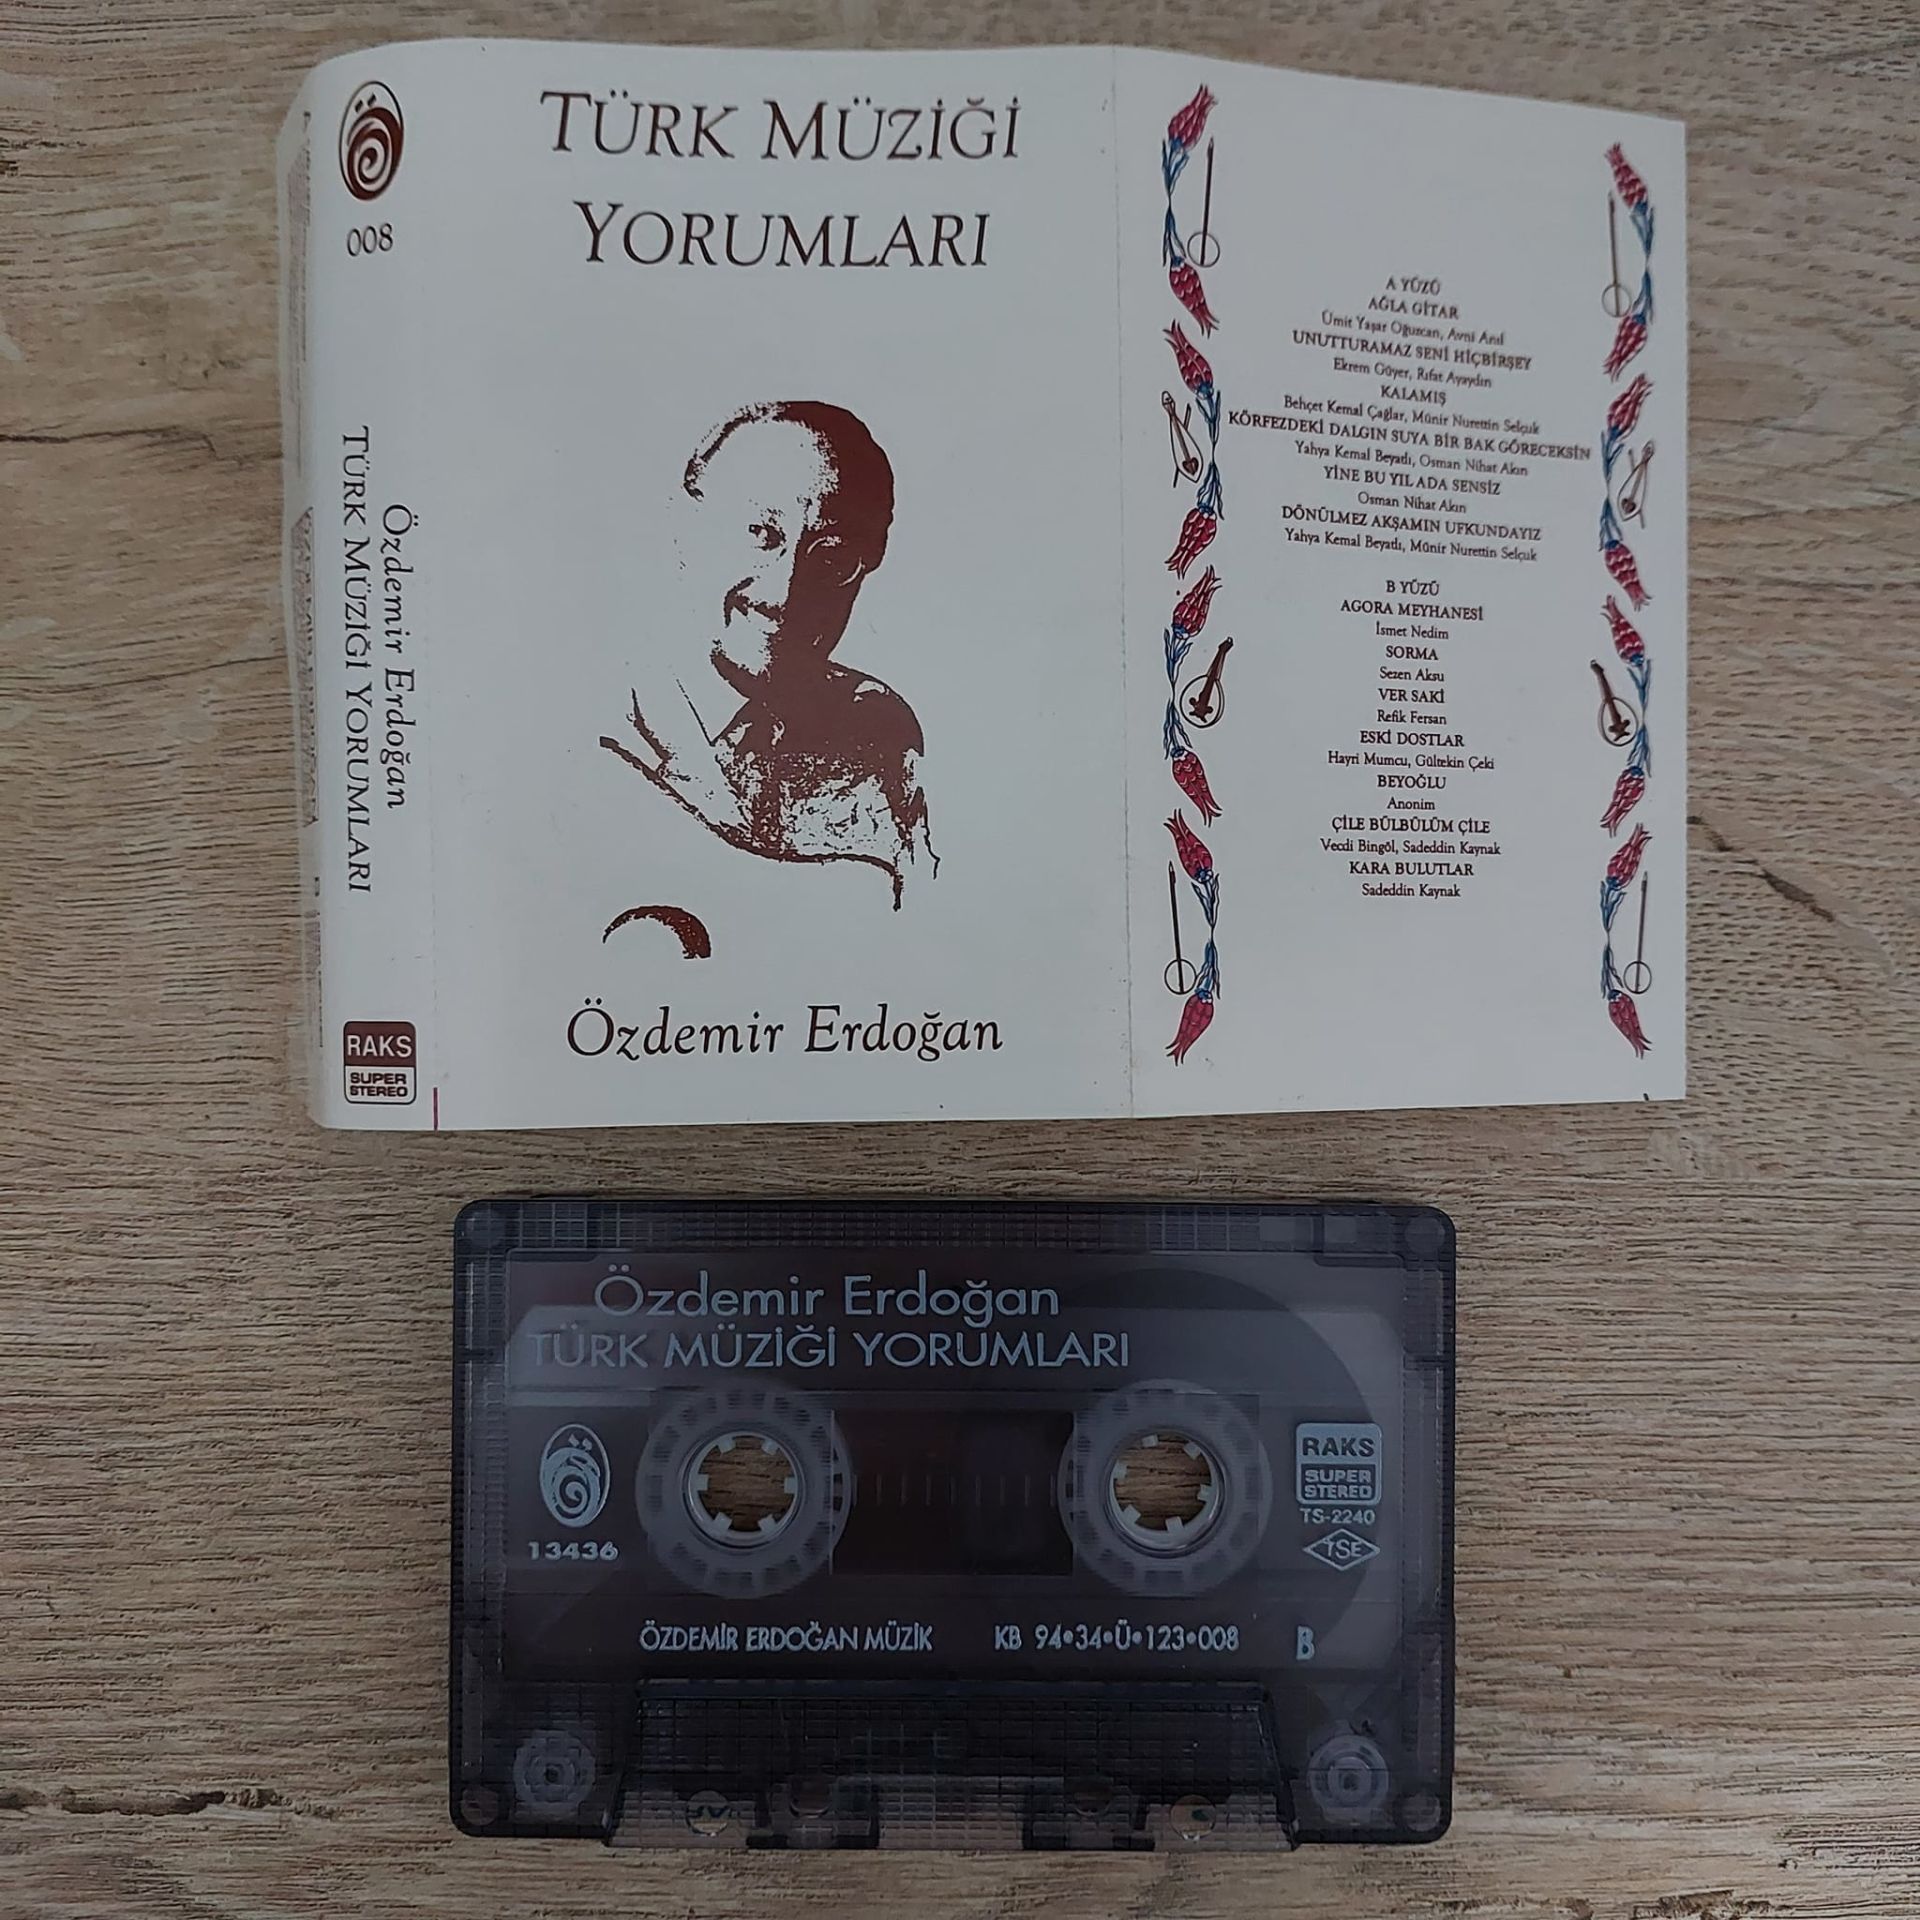 008
Özdemir Erdoğan
TÜRK MÜZİĞİ YORUMLARI
RAKS
SUPER
STEREO
TÜRK MÜZİĞİ
YORUMLARI
Özdemir Erdoğan
A YÜZÜ
AĞLA GİTAR
Ümit Yaşar Oğuzcan, Avni Anıl
UNUTTURAMAZ SENİ HİÇBİRŞEY
Ekrem Güyer, Rıfat Ayaydın
KALAMIŞ
Behçet Kemal Çağlar, Münir Nurettin Selçuk
KÖRFEZDEKİ DALGIN SUYA BİR BAK GÖRECEKSİN
Yahya Kemal Beyatlı, Osman Nihat Akın
YİNE BU YIL ADA SENSİZ
Osman Nihat Akın
DÖNÜLMEZ AKŞAMIN UFKUNDAYIZ
Yahya Kemal Beyatlı, Münir Nurettin Selçuk
B YÜZÜ
AGORA MEYHANESİ
İsmet Nedim
SORMA
Sezen Aksu
VER SAKİ
Refik Fersan
ESKİ DOSTLAR
Hayri Mumcu, Gültekin Çeki
BEYOĞLU
Anonim
ÇİLE BÜLBÜLÜM ÇİLE
Vecdi Bingöl, Sadeddin Kaynak
KARA BULUTLAR
Sadeddin Kaynak
Özdemir Erdoğan
TÜRK MÜZİĞİ YORUMLARI
13436
RAKS
SUPER
STEREO
TS-2240
TSE
ÖZDEMİR ERDOĞAN MÜZİK KB 94•34•Ü•123•008 B